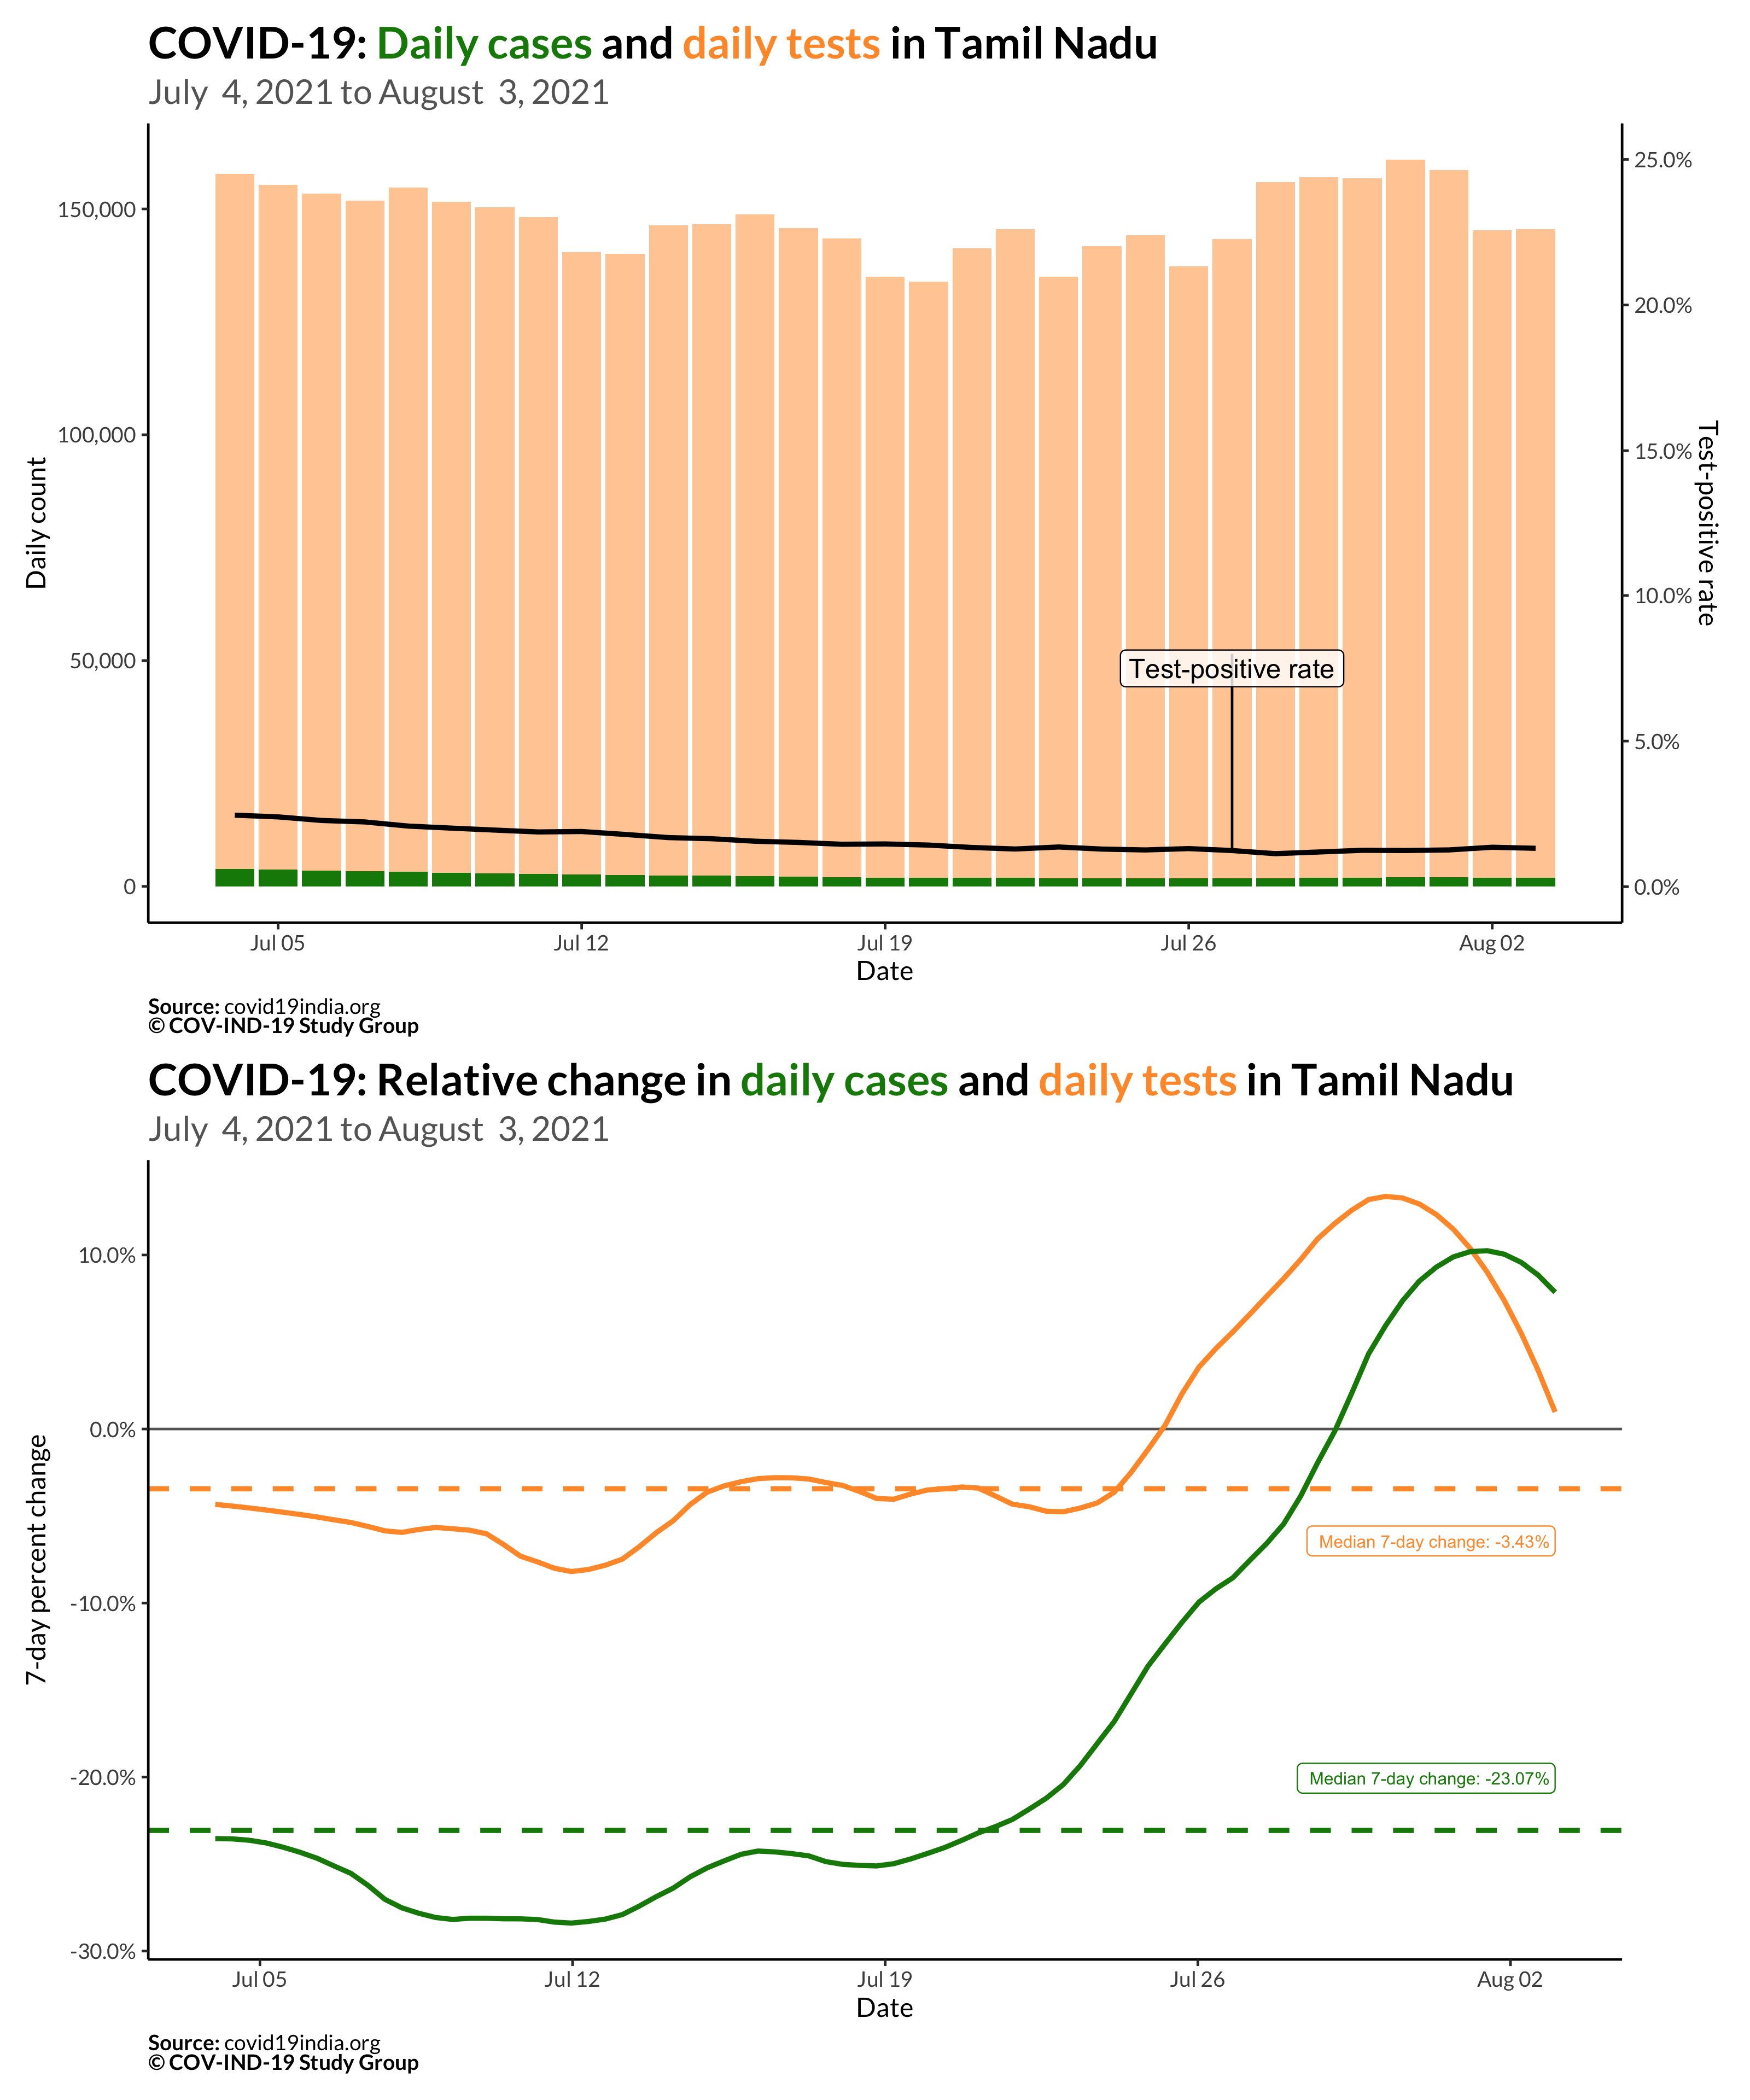 COVID-19: Daily cases and daily tests in Tamil Nadu
July 4, 2021 to August 3, 2021
Daily count
150,000
100,000
50,000
0
25.0%
20.0%
15.0%
10.0%
5.0%
0.0%
Test-positive rate
Test-positive rate
Jul 05
Jul 12
Jul 19
Jul 26
Aug 02
Date
Source: covid19india.org
© COV-IND-19 Study Group
COVID-19: Relative change in daily cases and daily tests in Tamil Nadu
July 4, 2021 to August 3, 2021
7-day percent change
10.0%
0.0%
-10.0%
-20.0%
-30.0%
Median 7-day change: -3.43%
Median 7-day change: -23.07%
Jul 05
Jul 12
Jul 19
Jul 26
Aug 02
Date
Source: covid19india.org
© COV-IND-19 Study Group